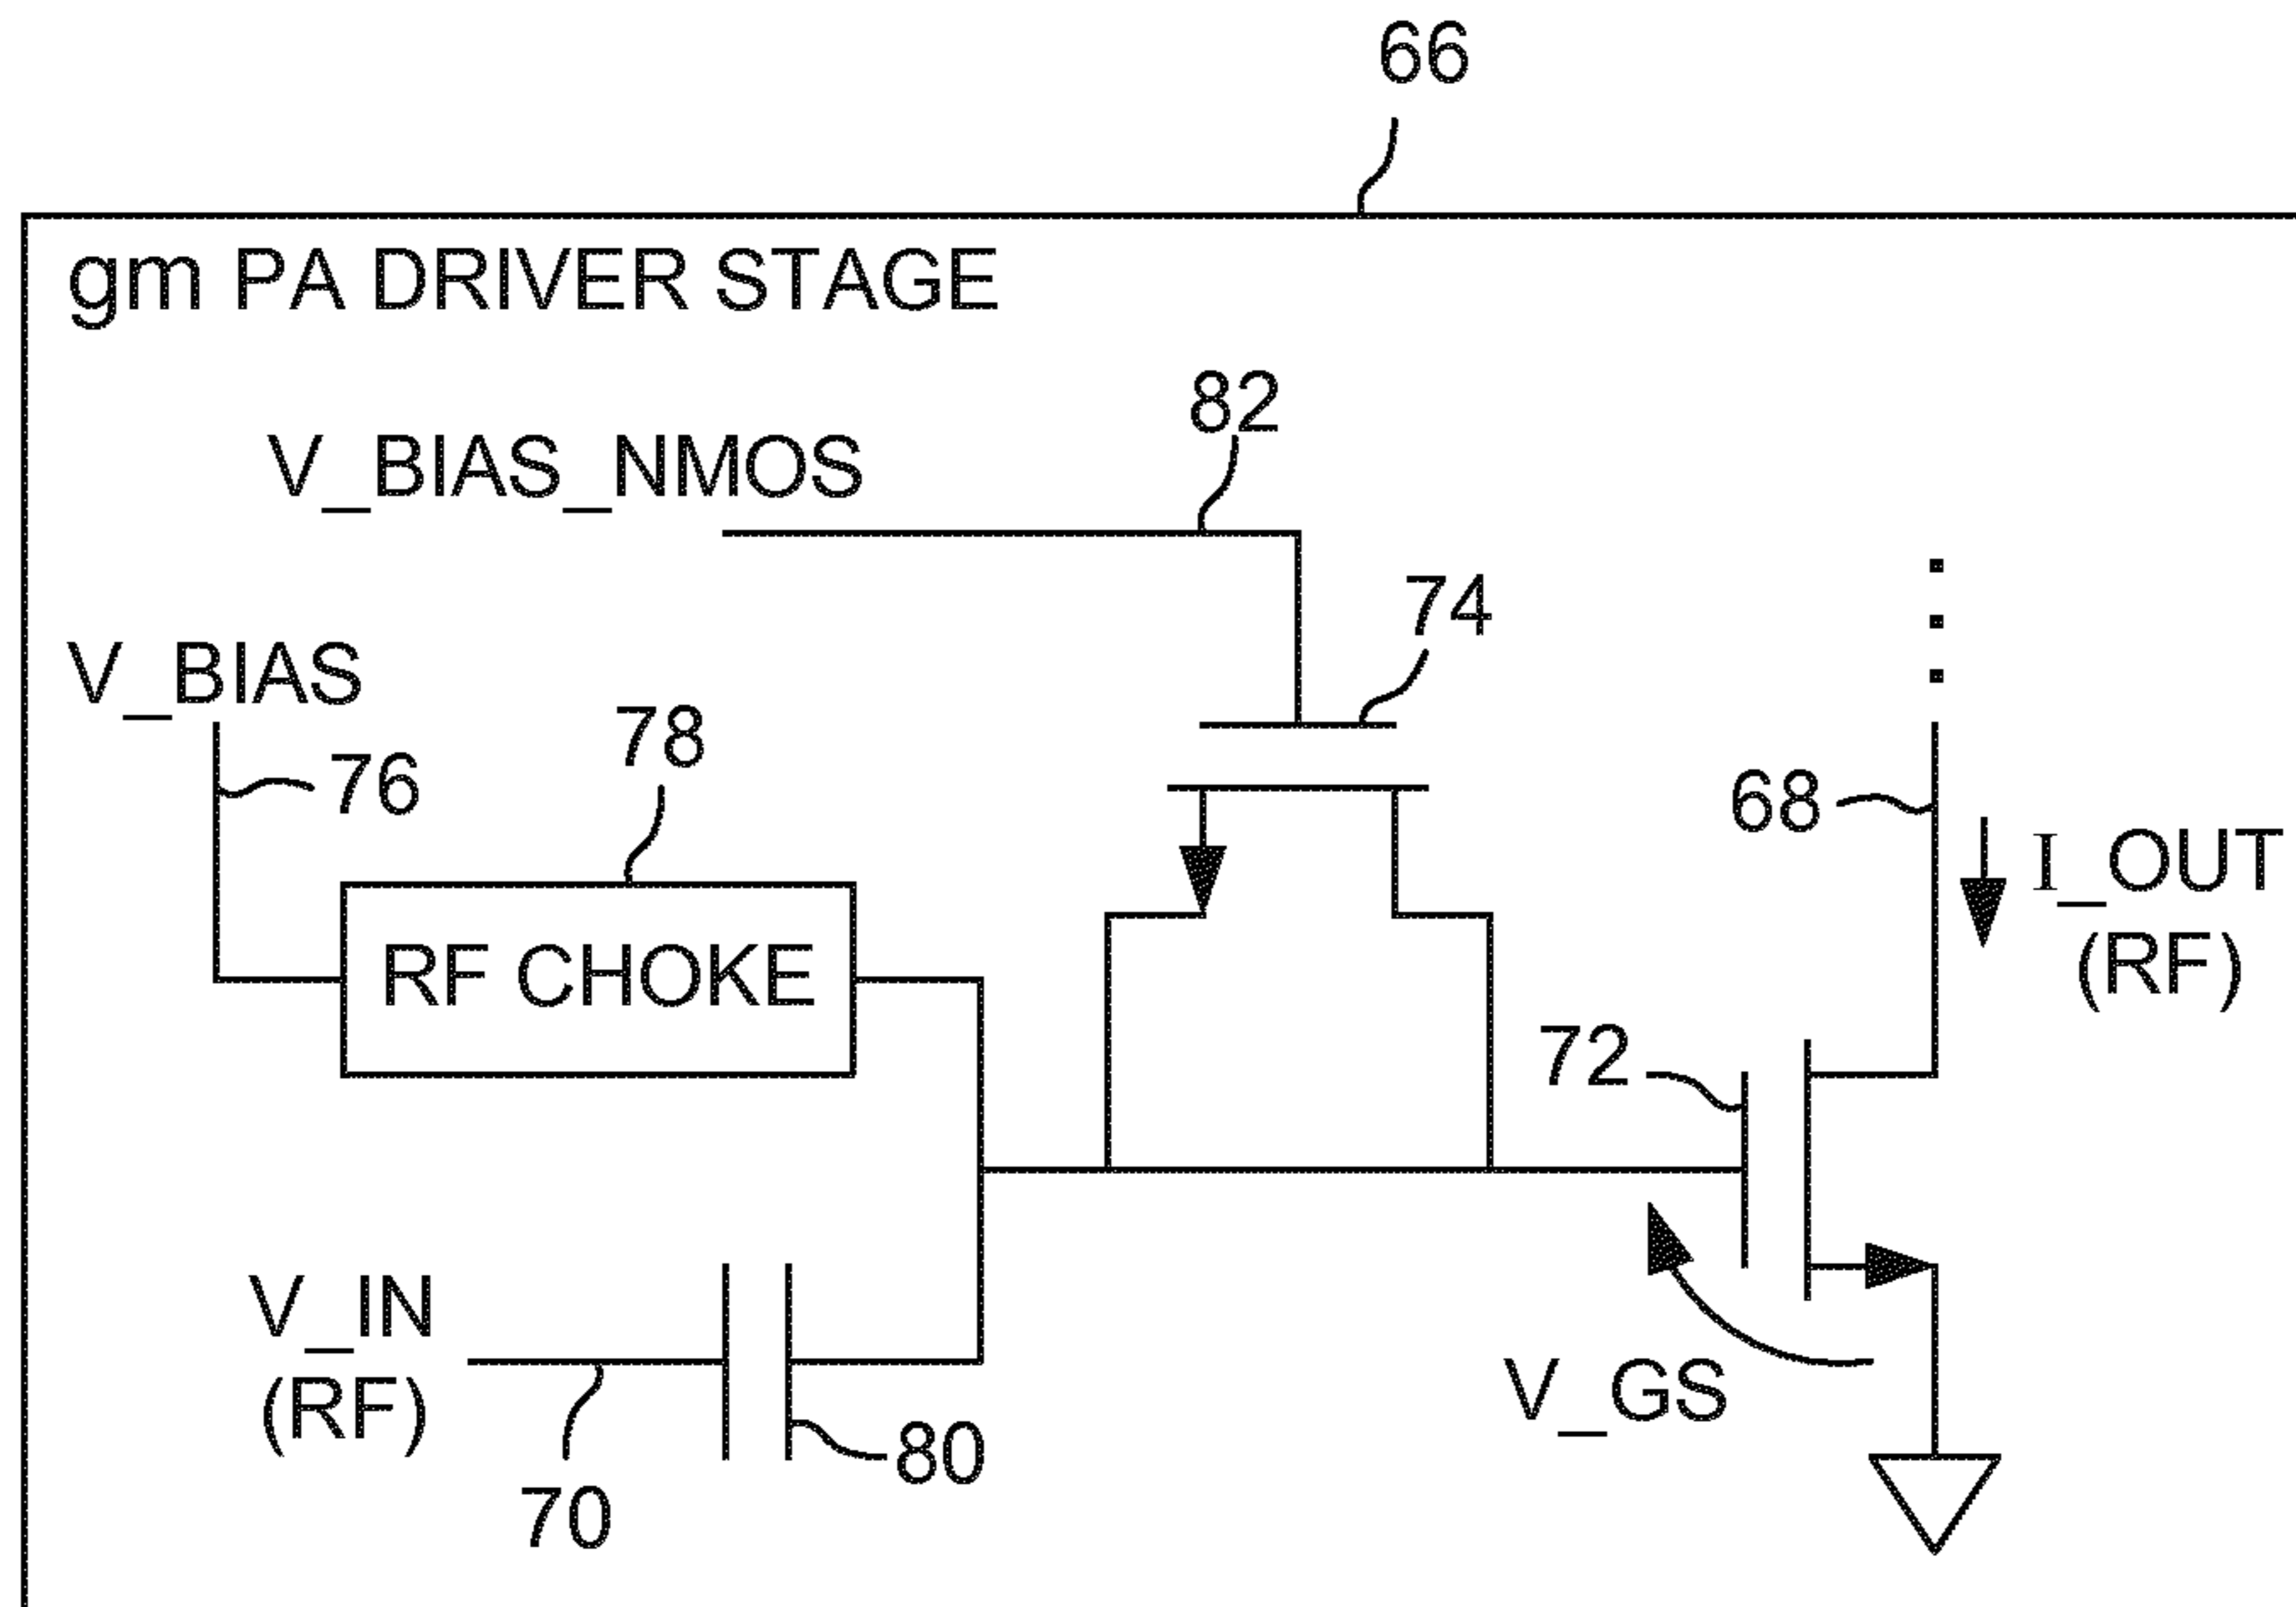 66
gm PA DRIVER STAGE
82
V_BIAS_NMOS
74
V_BIAS
78
76
68
I_OUT
(RF)
RF CHOKE
72
V_IN
(RF)
V_GS
80
70